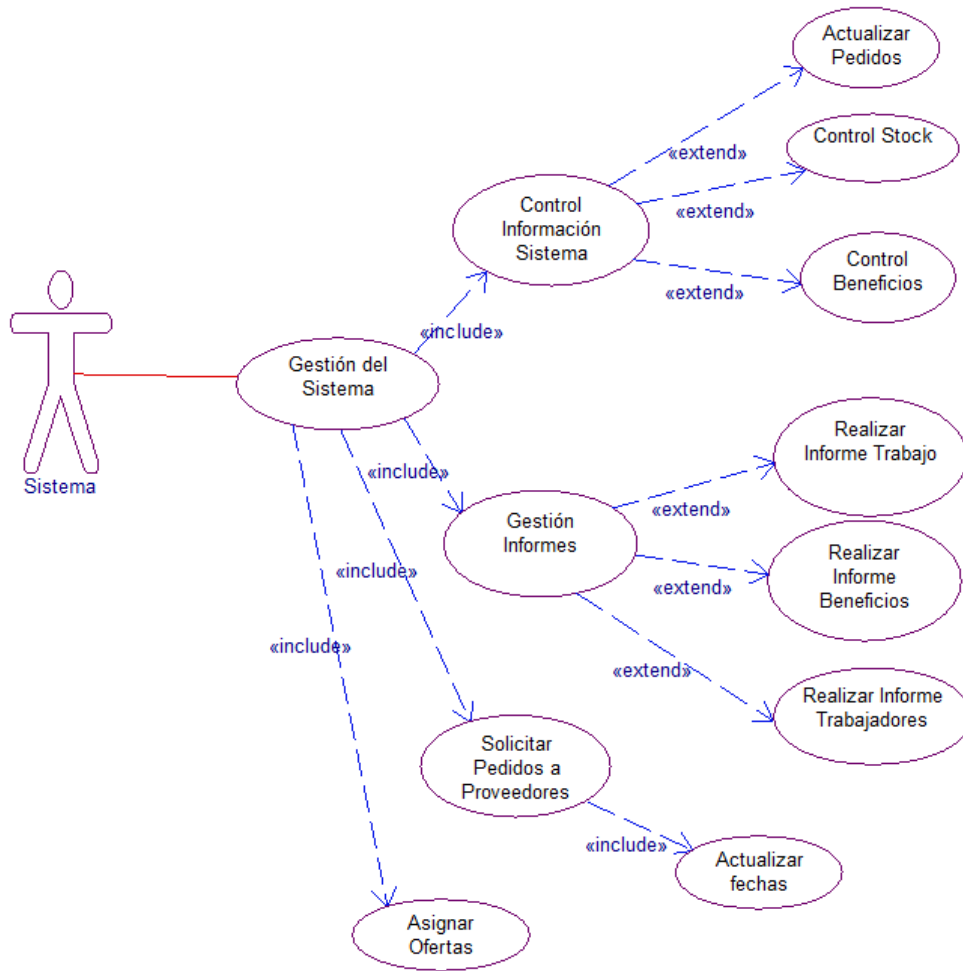 Actualizar
Pedidos
«extend»
Control Stock
Control
Información
Sistema
«extend»
Control
Beneficios
«extend»
«include»
Gestión del
Sistema
Sistema
Realizar
Informe Trabajo
«include»
Gestión
Informes
«extend»
Realizar
Informe
Beneficios
«extend»
«include»
«include»
«extend»
Realizar Informe
Trabajadores
Solicitar
Pedidos a
Proveedores
«include»
Actualizar
fechas
Asignar
Ofertas